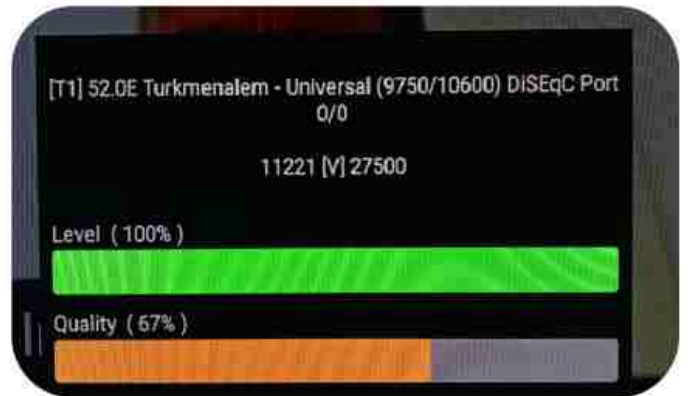 [T1] 52.0E Turkmenalem - Universal (9750/10600) DiSEqC Port
0/0
11221 [V] 27500
Level ( 100% )
Quality ( 67% )